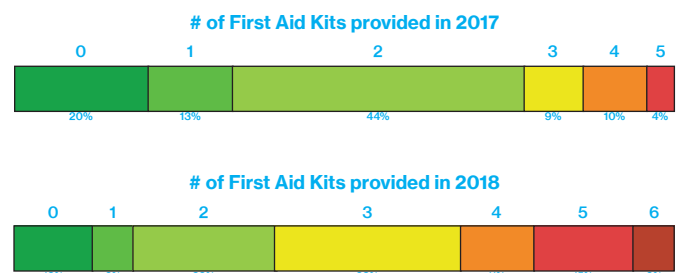 # of First Aid Kits provided in 2017
0 1 2 3 4 5
20% 13% 44% 9% 10% 4%
# of First Aid Kits provided in 2018
0 1 2 3 4 5 6